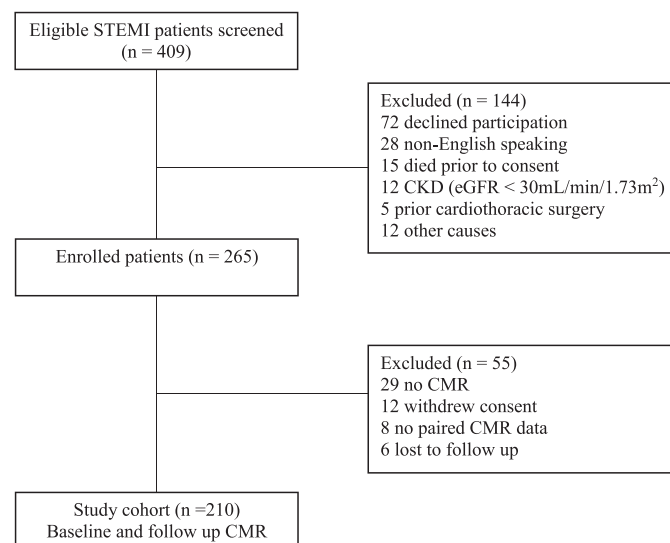 Eligible STEMI patients screened
(n = 409)
Excluded (n = 144)
72 declined participation
28 non-English speaking
15 died prior to consent
12 CKD (eGFR < 30mL/min/1.73m²)
5 prior cardiothoracic surgery
12 other causes
Enrolled patients (n = 265)
Excluded (n = 55)
29 no CMR
12 withdrew consent
8 no paired CMR data
6 lost to follow up
Study cohort (n =210)
Baseline and follow up CMR